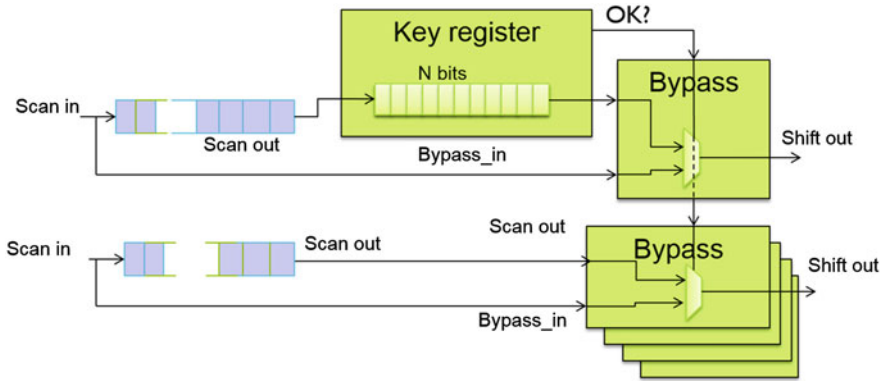 OK?
Key register
N bits
Bypass
Scan in
Scan out
Bypass_in
Shift out
Scan out
Scan in
Scan out
Bypass
Shift out
Bypass_in